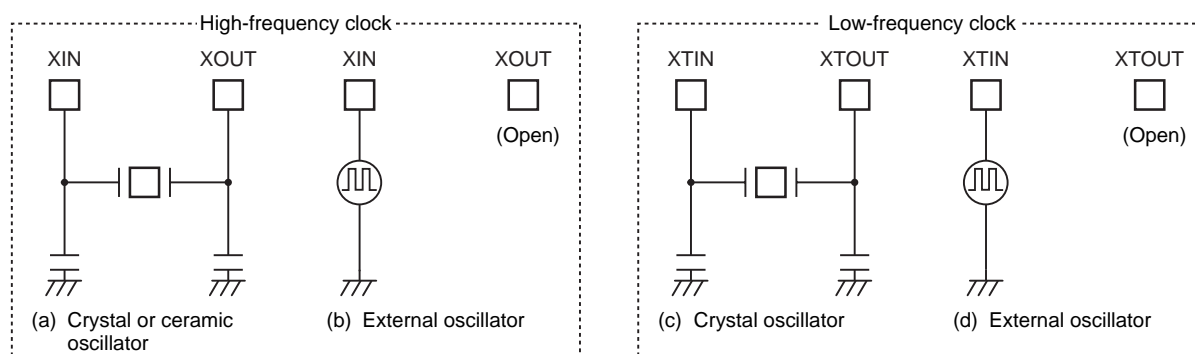 High-frequency clock
XIN
XOUT
XIN
XOUT
(Open)
(a) Crystal or ceramic
oscillator
(b) External oscillator
Low-frequency clock
XTIN
XTOUT
XTIN
XTOUT
(Open)
(c) Crystal oscillator
(d) External oscillator